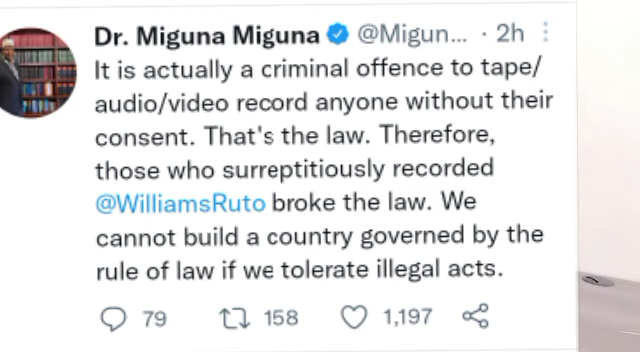 Dr. Miguna Miguna @Migun... · 2h
It is actually a criminal offence to tape/
audio/video record anyone without their
consent. That's the law. Therefore,
those who surreptitiously recorded
@WilliamsRuto broke the law. We
cannot build a country governed by the
rule of law if we tolerate illegal acts.
79 158 1,197